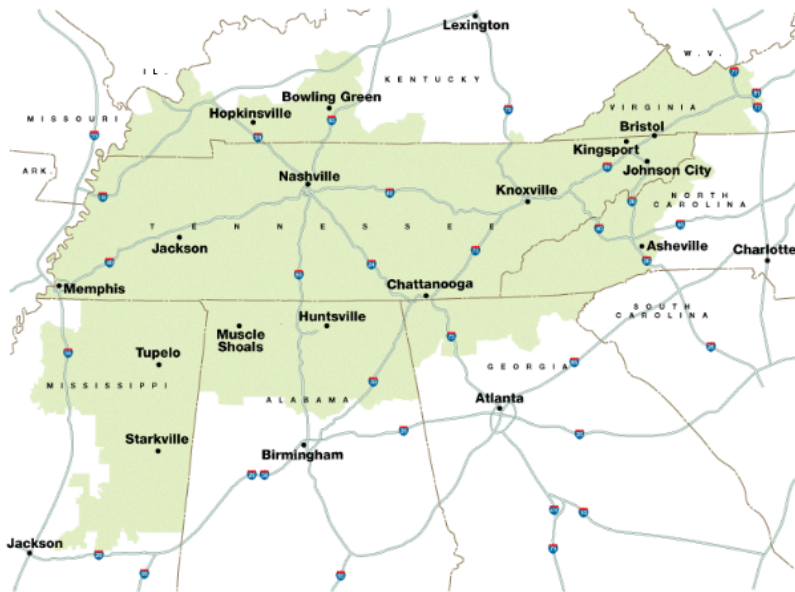 Lexington
W. V.
IL.
KENTUCKY
Bowling Green
VIRGINIA
Hopkinsville
MISSOURI
Bristol
Kingsport
ARK.
Johnson City
Nashville
Knoxville
NORTH
CAROLINA
TENNESSEE
Jackson
Asheville
Charlotte
Memphis
Chattanooga
SOUTH
CAROLINA
Huntsville
Muscle
Shoals
Tupelo
GEORGIA
MISSISSIPPI
ALABAMA
Atlanta
Starkville
Birmingham
Jackson